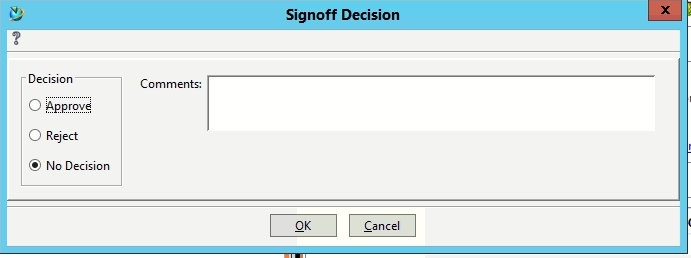 Signoff Decision
x
?
Decision
Comments:
Approve
Reject
No Decision
OK
Cancel